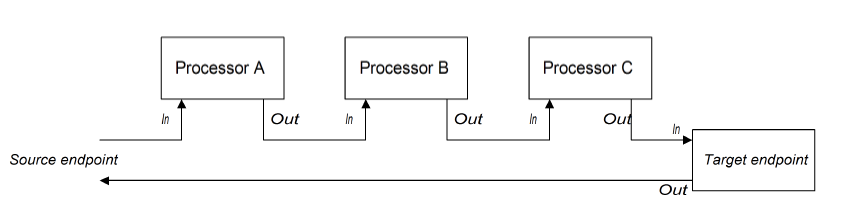 Processor A
Processor B
Processor C
In
Out
In
Out
In
Out
In
Source endpoint
Target endpoint
Out